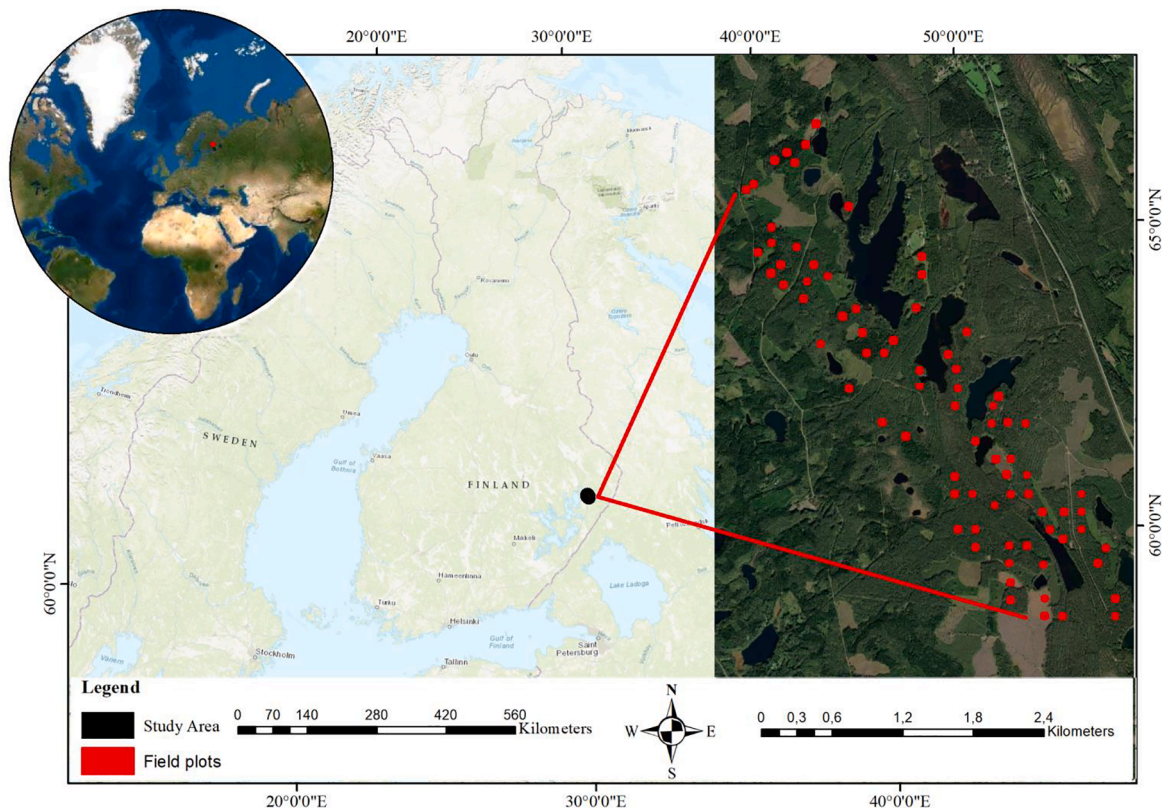 20°0'0"E 30°0'0"E 40°0'0"E 50°0'0"E
65°0'0"N
Rovaniemi
Oulu
Trondheim
Umea
SWEDEN
Vaasa
Gulf of
Bothnia
FINLAND
Mikkeli
60°0'0"N
60°0'0"N
Hameenlinna
Lake Ladoga
Turku
Helsinki
Gulf of
Finland
Saint
Petersburg
Stockholm
Tallinn
Vänern
Legend
Study Area
Field plots
0 70 140 280 420 560
Kilometers
N
W E
S
0 0,3 0,6 1,2 1,8 2,4
Kilometers
20°0'0"E 30°0'0"E 40°0'0"E